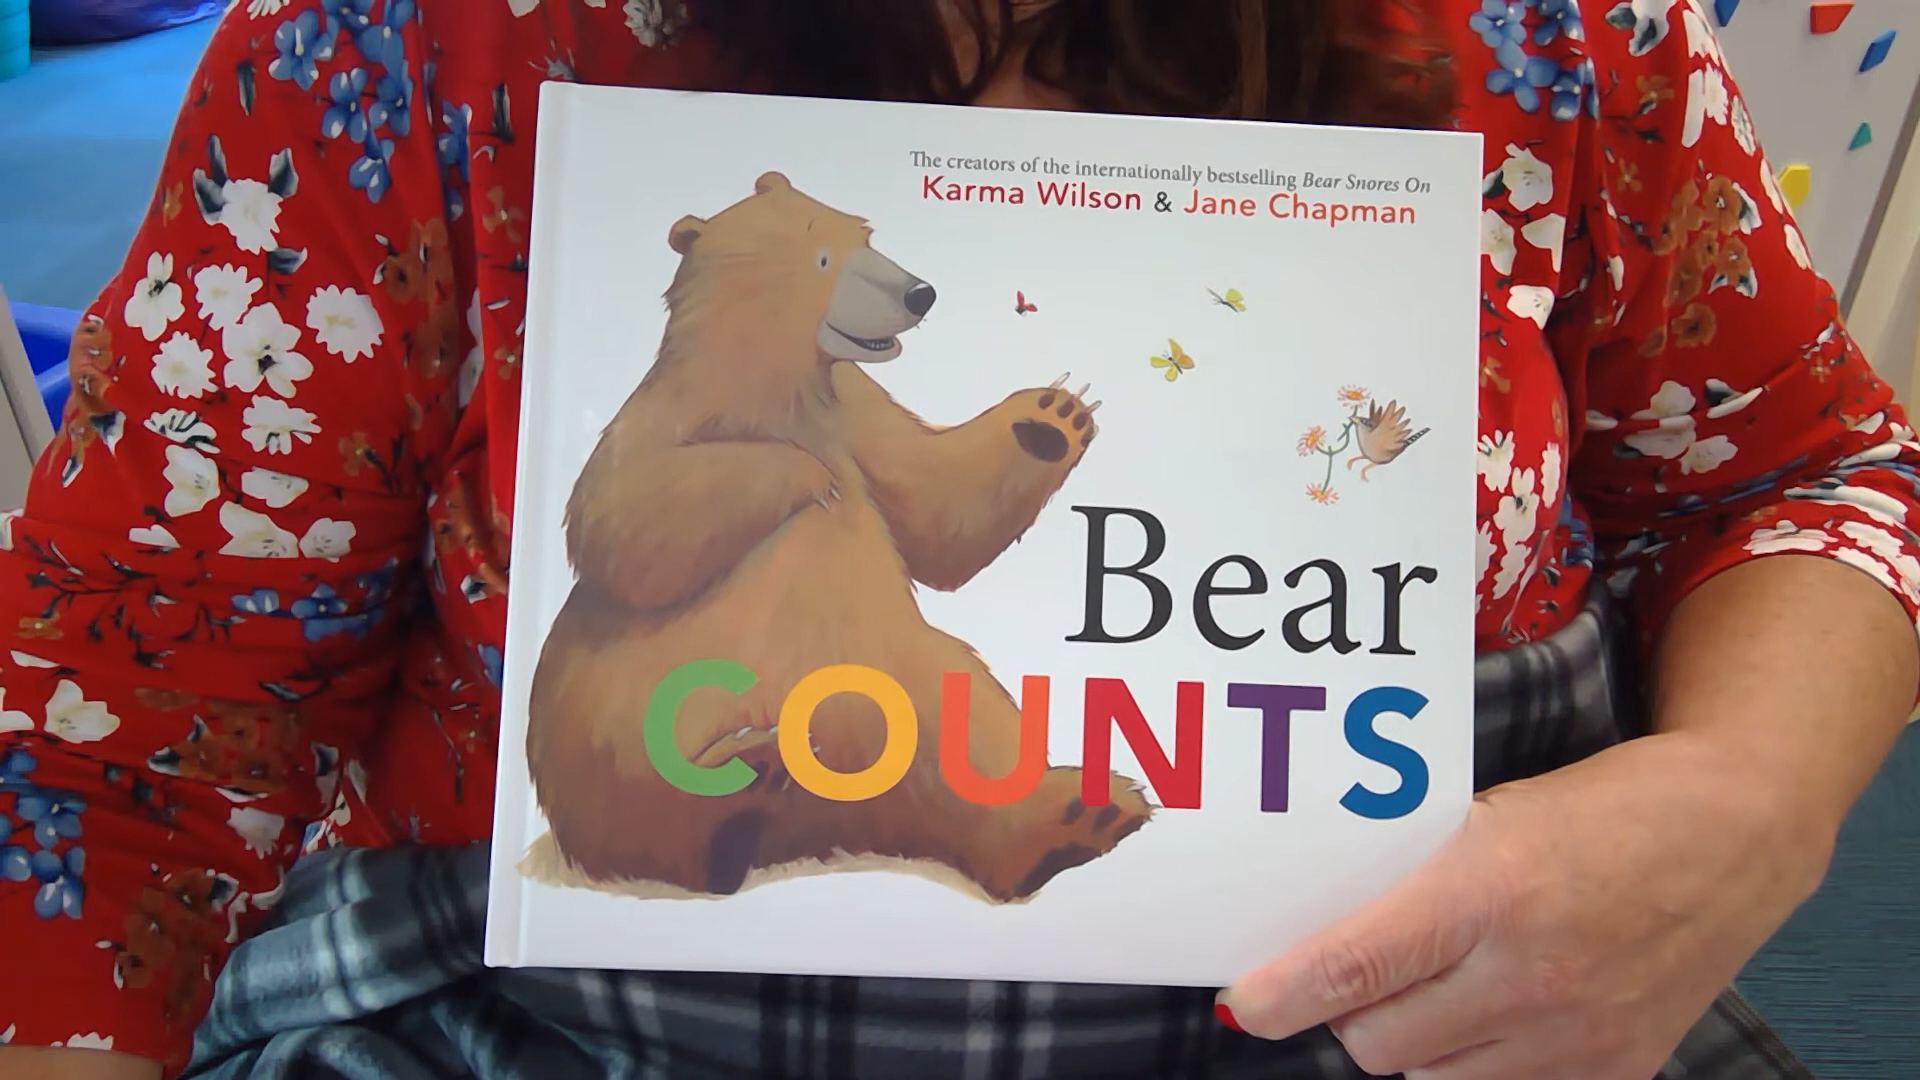 The creators of the internationally bestselling Bear Snores On
Karma Wilson & Jane Chapman
Bear
COUNTS